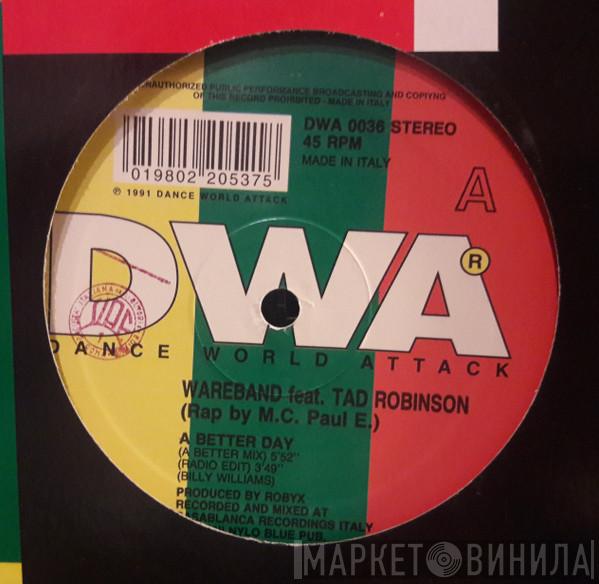 UNAUTHORIZED PUBLIC PERFORMANCE BROADCASTING AND COPIYNG
OF THIS RECORD PROHIBITED - MADE IN ITALY
DWA 0036 STEREO
45 RPM
MADE IN ITALY
019802 205375
℗ 1991 DANCE WORLD ATTACK
A
DWA
R
DANCE WORLD ATTACK
WAREBAND feat. TAD ROBINSON
(Rap by M.C. Paul E.)
A BETTER DAY
(A BETTER MIX) 5'52"
(RADIO EDIT) 3'49"
(BILLY WILLIAMS)
PRODUCED BY ROBYX
RECORDED AND MIXED AT
CASABLANCA RECORDINGS ITALY
NYLO BLUE PUB.
МАРКЕТ ВИНИЛА